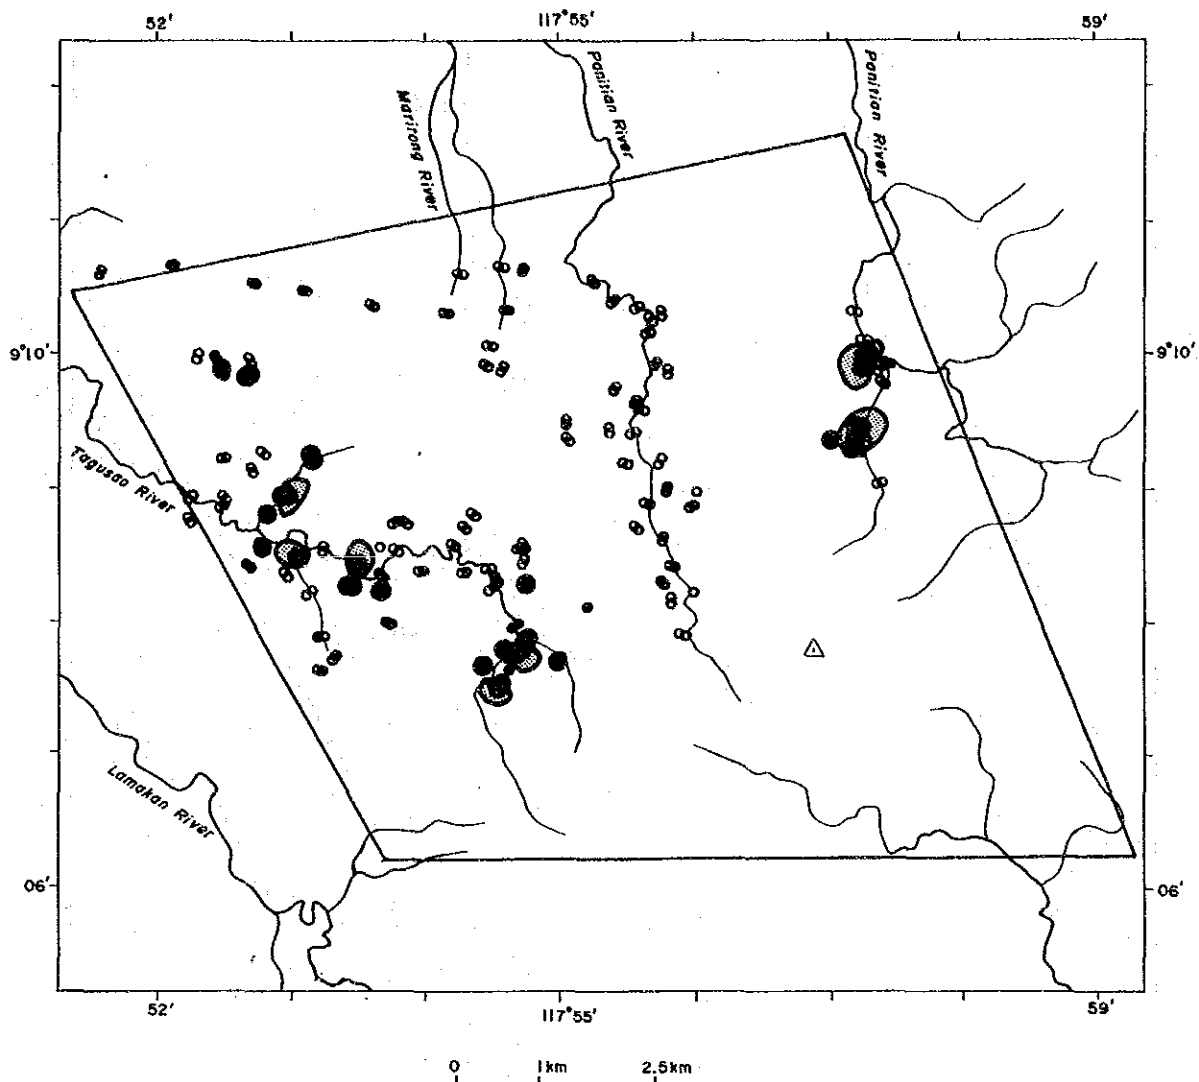 52' 117°55' 59'
Marirong River
Panitian River
Panitian River
9°10' 9°10'
Tagusao River
Lamakan River
06' 06'
52' 117°55' 59'
0 1km 2.5km